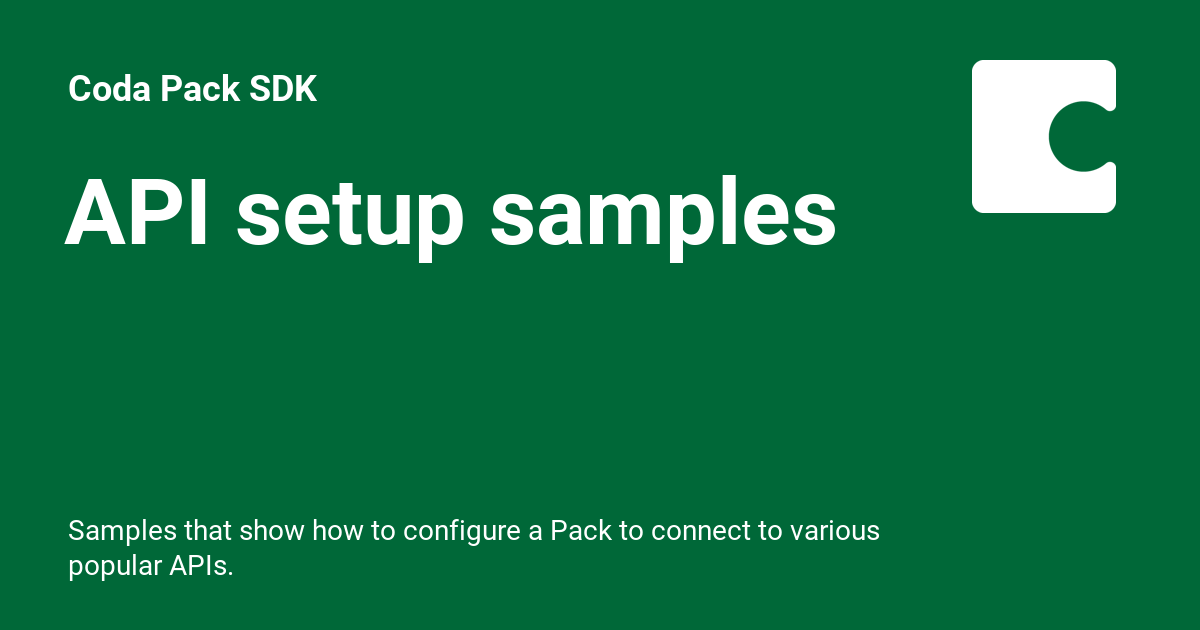 Coda Pack SDK
API setup samples
Samples that show how to configure a Pack to connect to various
popular APIs.